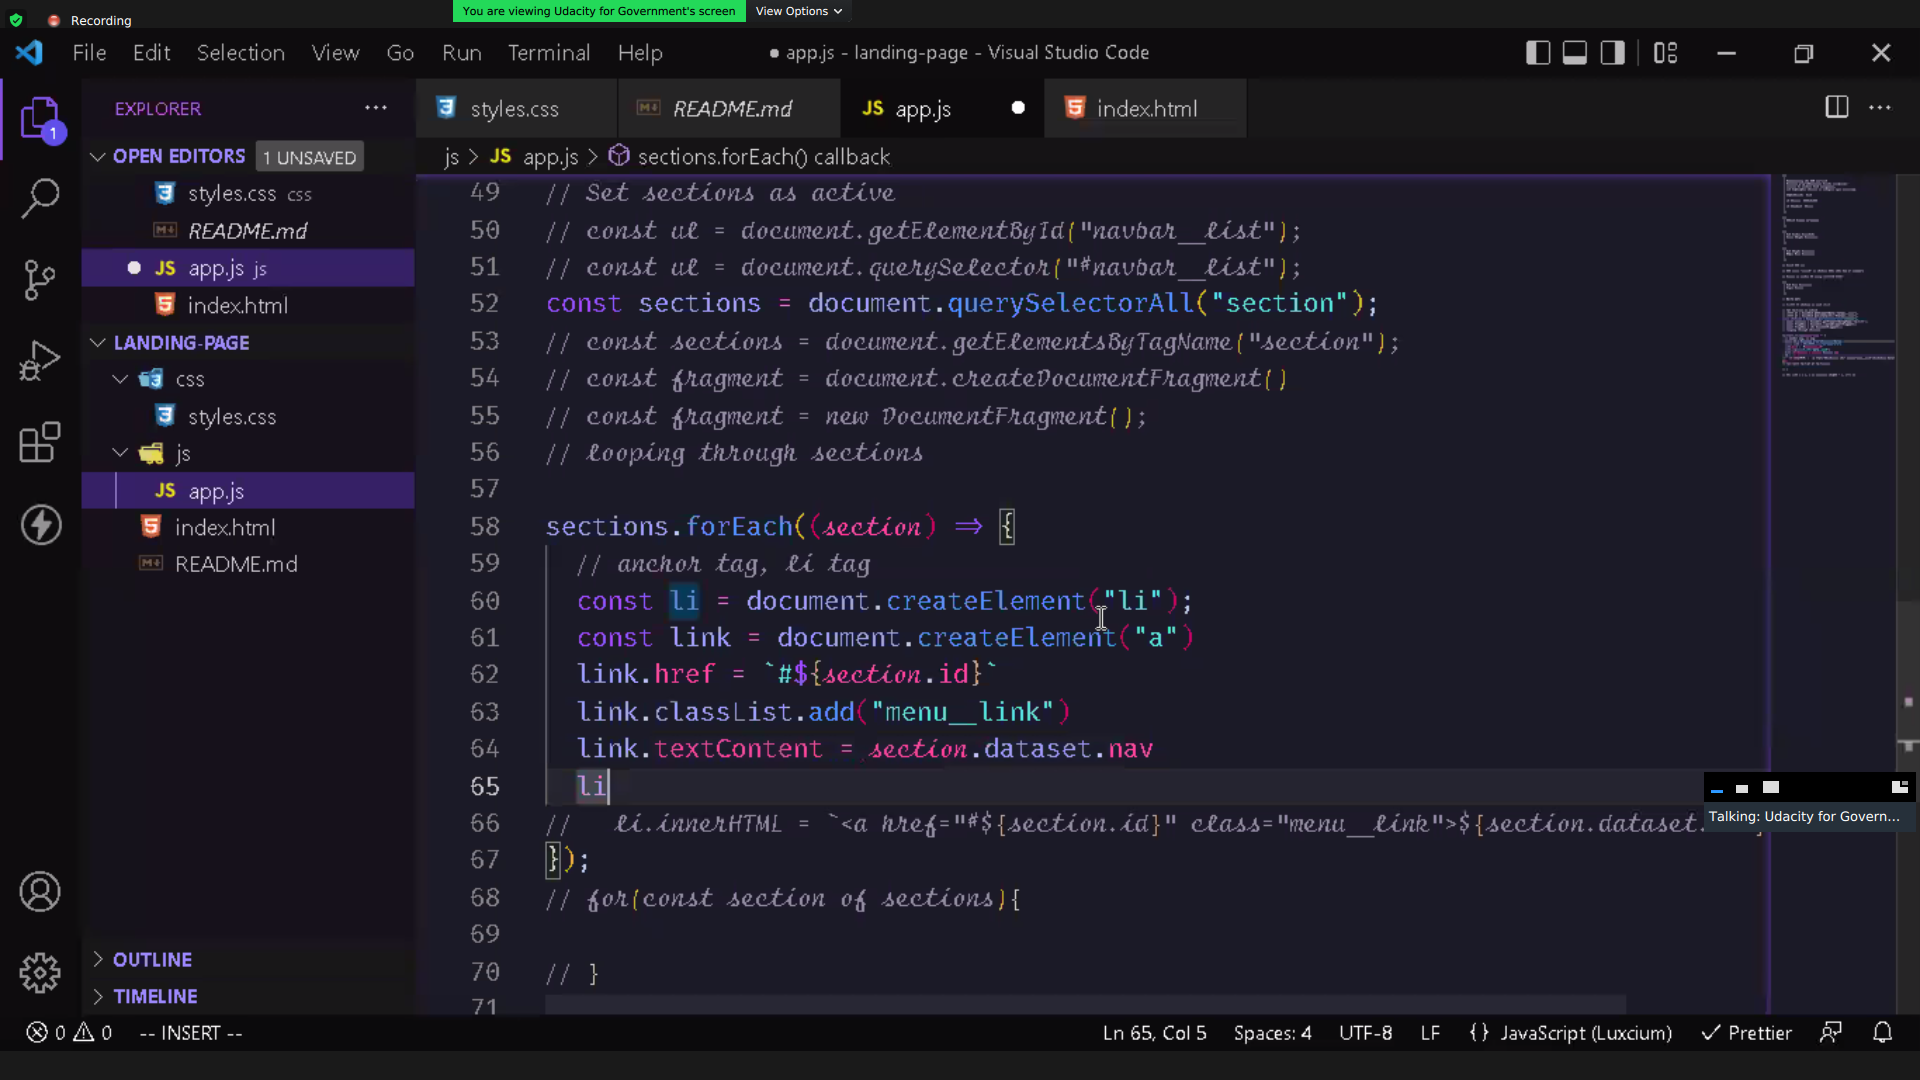 Recording
You are viewing Udacity for Government's screen
View Options
File Edit Selection View Go Run Terminal Help
● app.js - landing-page - Visual Studio Code
EXPLORER
styles.css
README.md
JS app.js
index.html
OPEN EDITORS 1 UNSAVED
js > JS app.js > sections.forEach() callback
styles.css css
README.md
JS app.js js
index.html
LANDING-PAGE
css
styles.css
js
JS app.js
index.html
README.md
OUTLINE
TIMELINE
1
49 // Set sections as active
50 // const ul = document.getElementById("navbar__list");
51 // const ul = document.querySelector("#navbar__list");
52 const sections = document.querySelectorAll("section");
53 // const sections = document.getElementsByTagName("section");
54 // const fragment = document.createDocumentFragment()
55 // const fragment = new DocumentFragment();
56 // looping through sections
57
58 sections.forEach((section) => {
59 // anchor tag, li tag
60 const li = document.createElement("li");
61 const link = document.createElement("a")
62 link.href = `#${section.id}`
63 link.classList.add("menu__link")
64 link.textContent = section.dataset.nav
65 li
66 // li.innerHTML = `<a href="#${section.id}" class="menu__link">${section.dataset.
67 });
68 // for(const section of sections){
69
70 // }
71
Talking: Udacity for Govern...
0 0 -- INSERT --
Ln 65, Col 5 Spaces: 4 UTF-8 LF {} JavaScript (Luxcium) Prettier